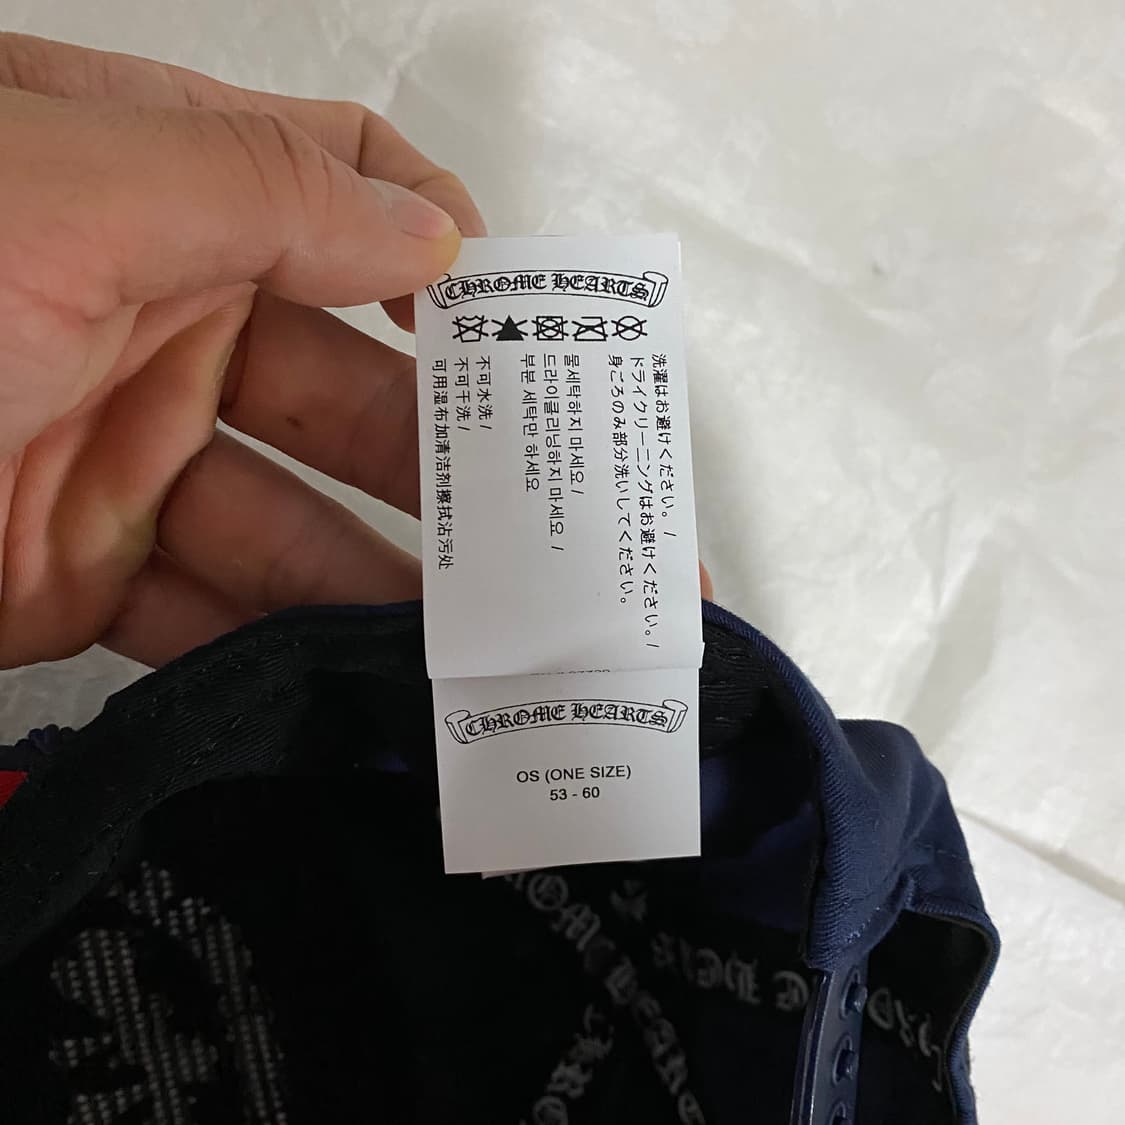 CHROME HEARTS
洗濯はお避けください。/
ドライクリーニングはお避けください。/
身ごろのみ部分洗いしてください。
물세탁하지 마세요 /
드라이클리닝하지 마세요 /
부분 세탁만 하세요
不可水洗 /
不可干洗 /
可用湿布加清洁剂擦拭沾污处
CHROME HEARTS
OS (ONE SIZE)
53 - 60
CHROME HEARTS